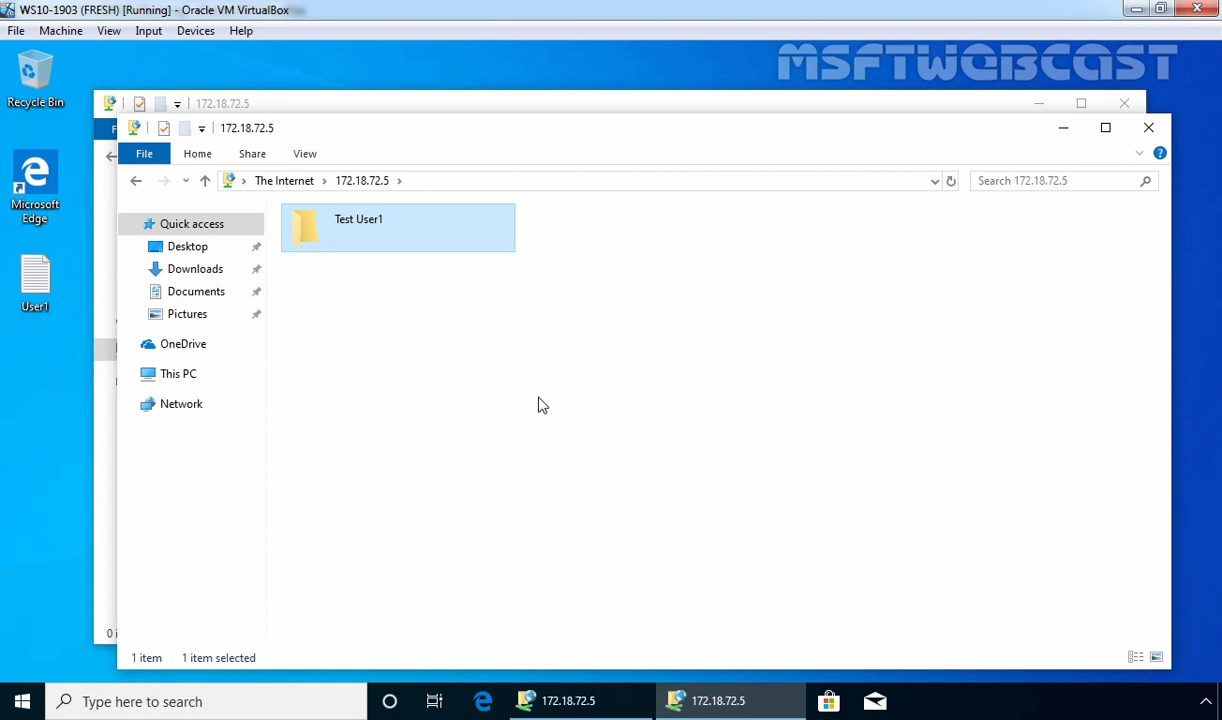 WS10-1903 (FRESH) [Running] - Oracle VM VirtualBox
File Machine View Input Devices Help
MSFTWEBCAST
Recycle Bin
172.18.72.5
F
172.18.72.5
File Home Share View
The Internet 172.18.72.5
Search 172.18.72.5
Microsoft
Edge
User1
Quick access
Desktop
Downloads
Documents
Pictures
OneDrive
This PC
Network
Test User1
0 i
1 item 1 item selected
Type here to search
172.18.72.5
172.18.72.5